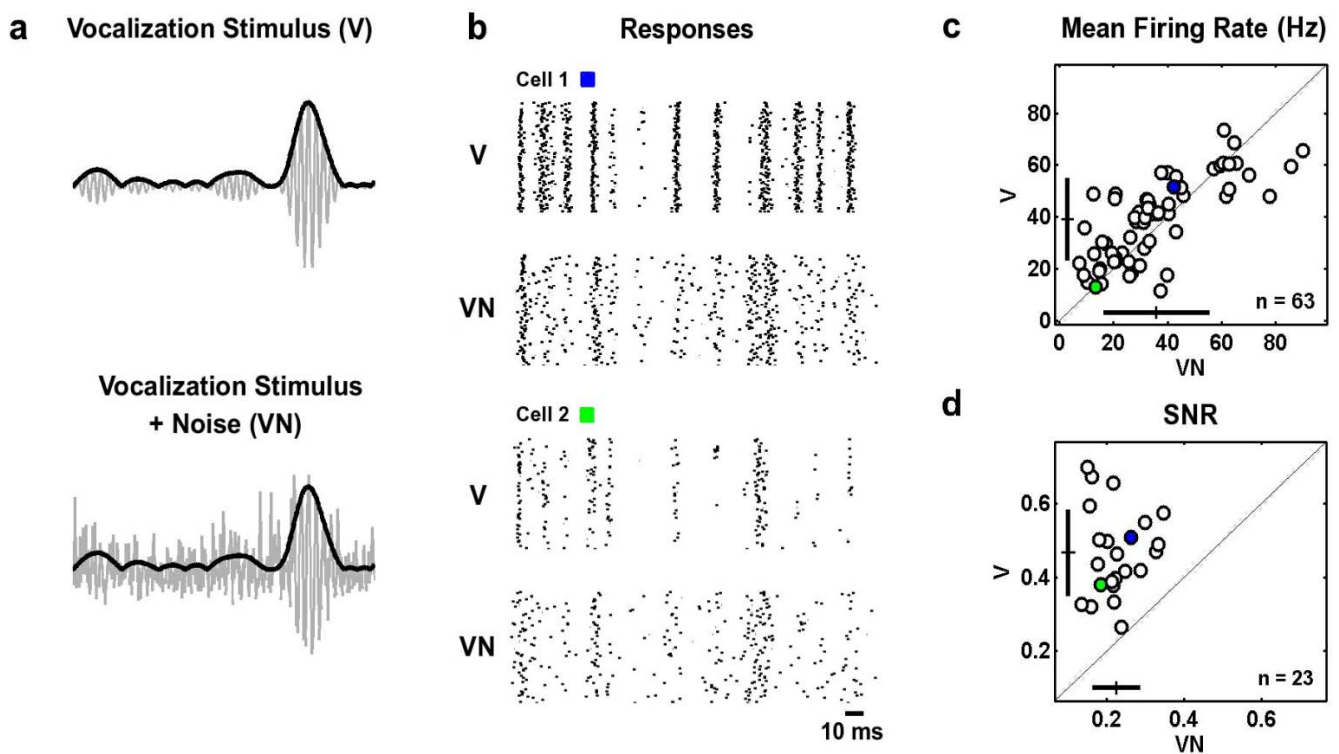 a
Vocalization Stimulus (V)
Vocalization Stimulus
+ Noise (VN)
b
Responses
Cell 1
V
VN
Cell 2
V
VN
10 ms
c
Mean Firing Rate (Hz)
80
60
40
20
0
V
n = 63
0 20 40 60 80
VN
d
SNR
0.6
0.4
0.2
V
n = 23
0.2 0.4 0.6
VN